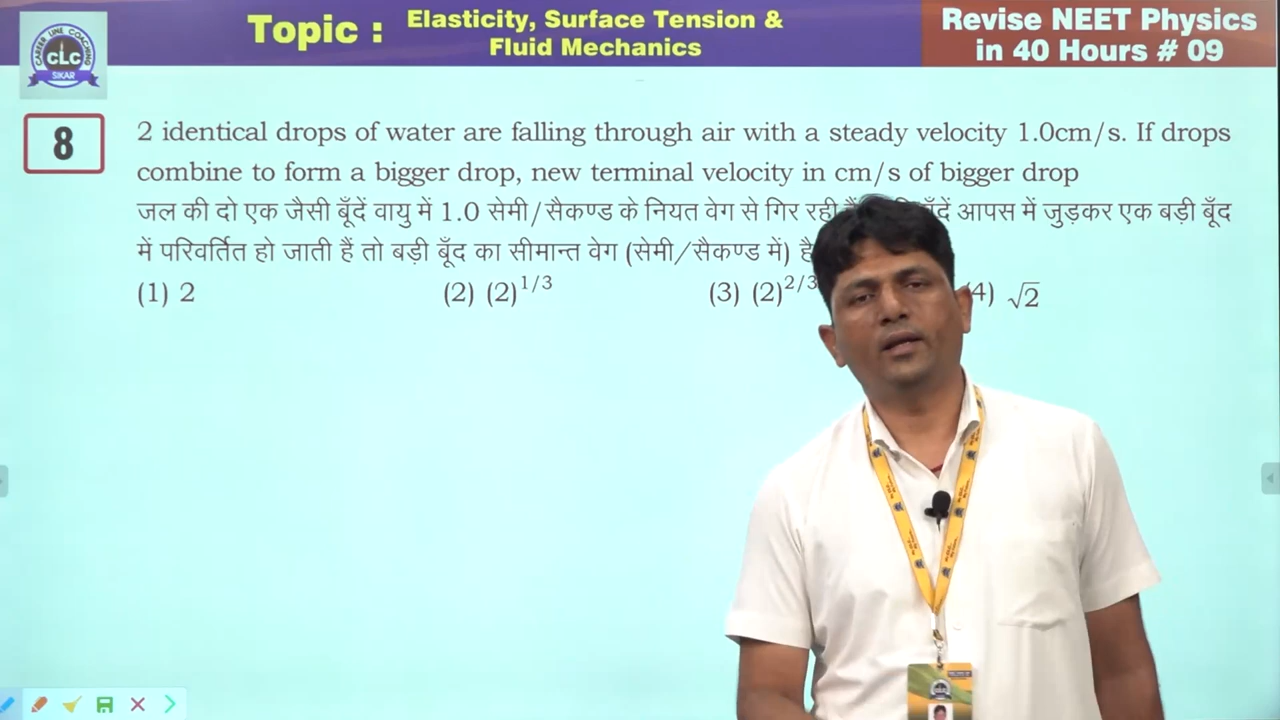 CAREER LINE COACHING
CLC
SIKAR
Topic : Elasticity, Surface Tension &
Fluid Mechanics
Revise NEET Physics
in 40 Hours # 09
8
2 identical drops of water are falling through air with a steady velocity 1.0cm/s. If drops
combine to form a bigger drop, new terminal velocity in cm/s of bigger drop
जल की दो एक जैसी बूँदें वायु में 1.0 सेमी/सैकण्ड के नियत वेग से गिर रही आपस में जुड़कर एक बड़ी बूँद
में परिवर्तित हो जाती हैं तो बड़ी बूँद का सीमान्त वेग (सेमी/सैकण्ड में)
(1) 2 (2) (2)^1/3 (3) (2)^2/3 4) √2